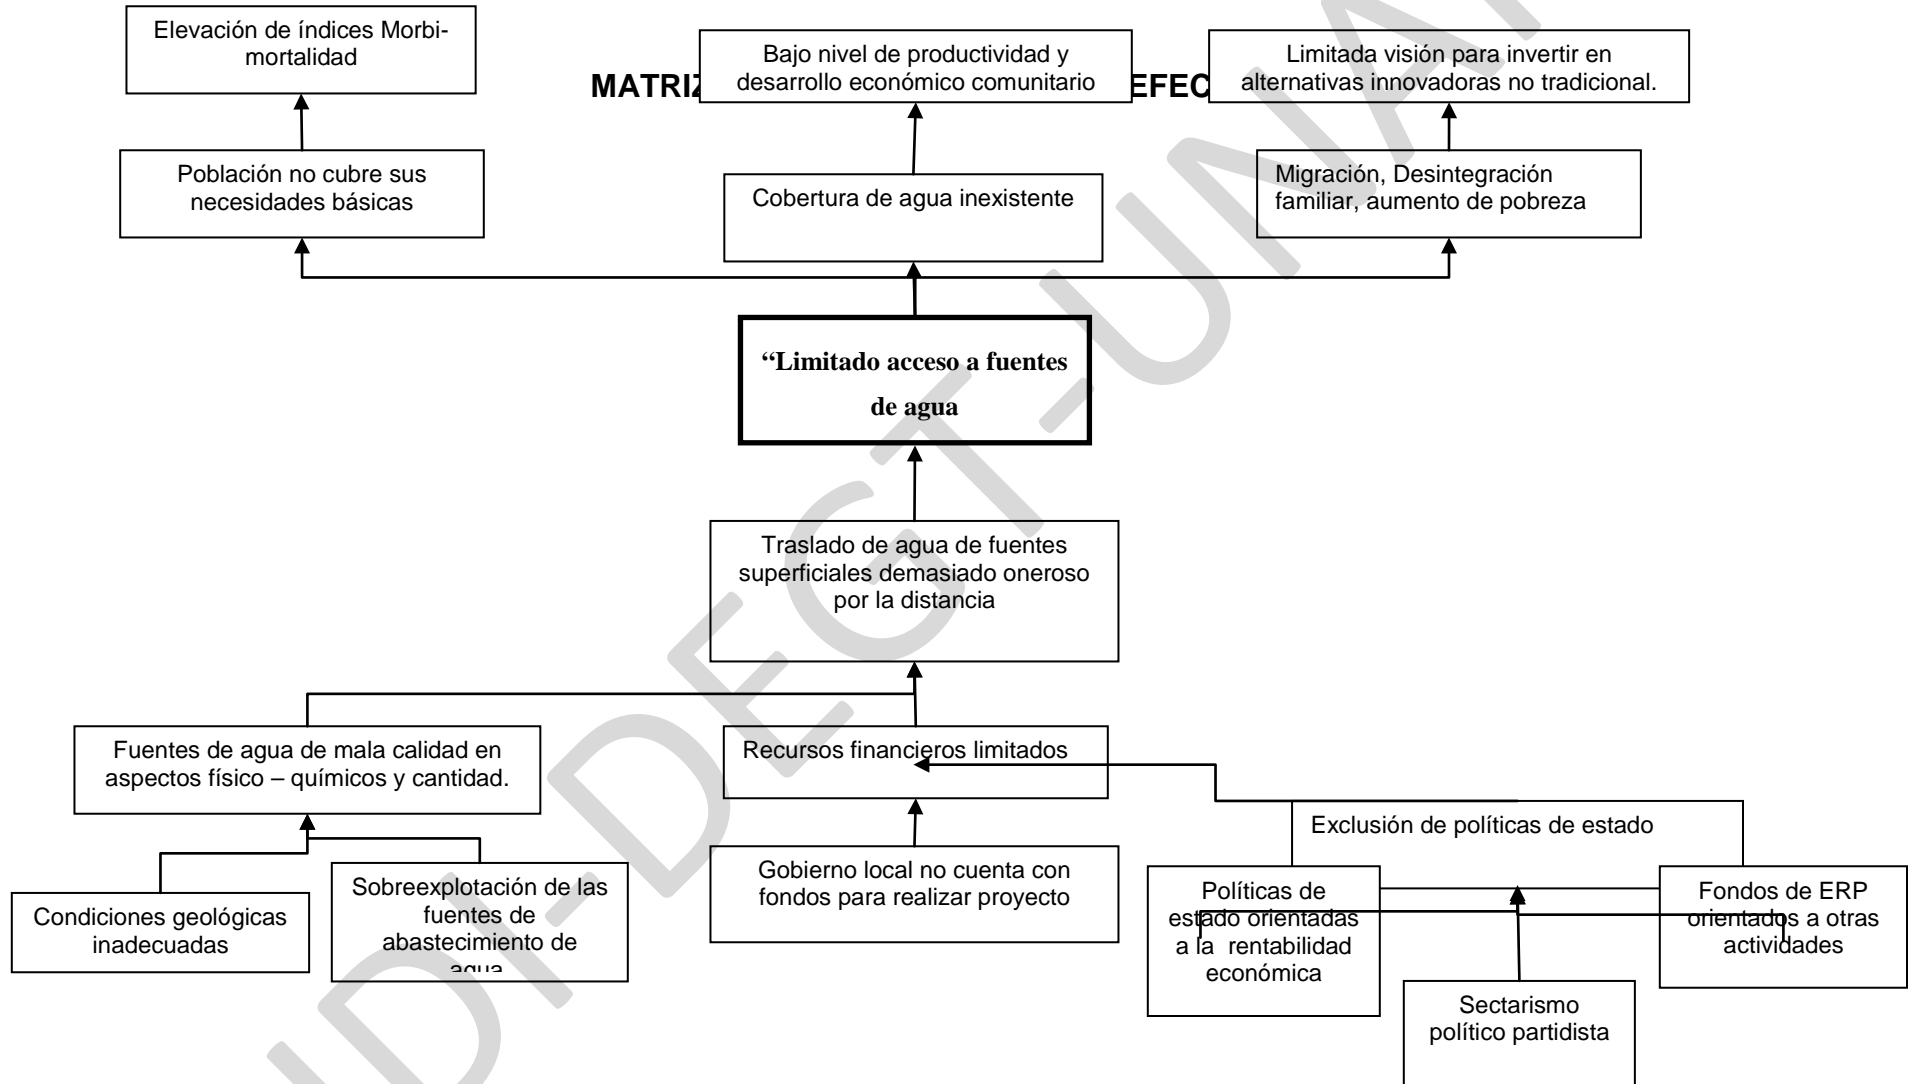 Elevación de índices Morbi-
mortalidad
Bajo nivel de productividad y
desarrollo económico comunitario
Limitada visión para invertir en
alternativas innovadoras no tradicional.
MATRIZ
EFEC
Población no cubre sus
necesidades básicas
Cobertura de agua inexistente
Migración, Desintegración
familiar, aumento de pobreza
“Limitado acceso a fuentes
de agua
Traslado de agua de fuentes
superficiales demasiado oneroso
por la distancia
Fuentes de agua de mala calidad en
aspectos físico – químicos y cantidad.
Recursos financieros limitados
Exclusión de políticas de estado
Condiciones geológicas
inadecuadas
Sobreexplotación de las
fuentes de
abastecimiento de
agua
Gobierno local no cuenta con
fondos para realizar proyecto
Políticas de
estado orientadas
a la rentabilidad
económica
Fondos de ERP
orientados a otras
actividades
Sectarismo
político partidista
DI-DEGT-UNA